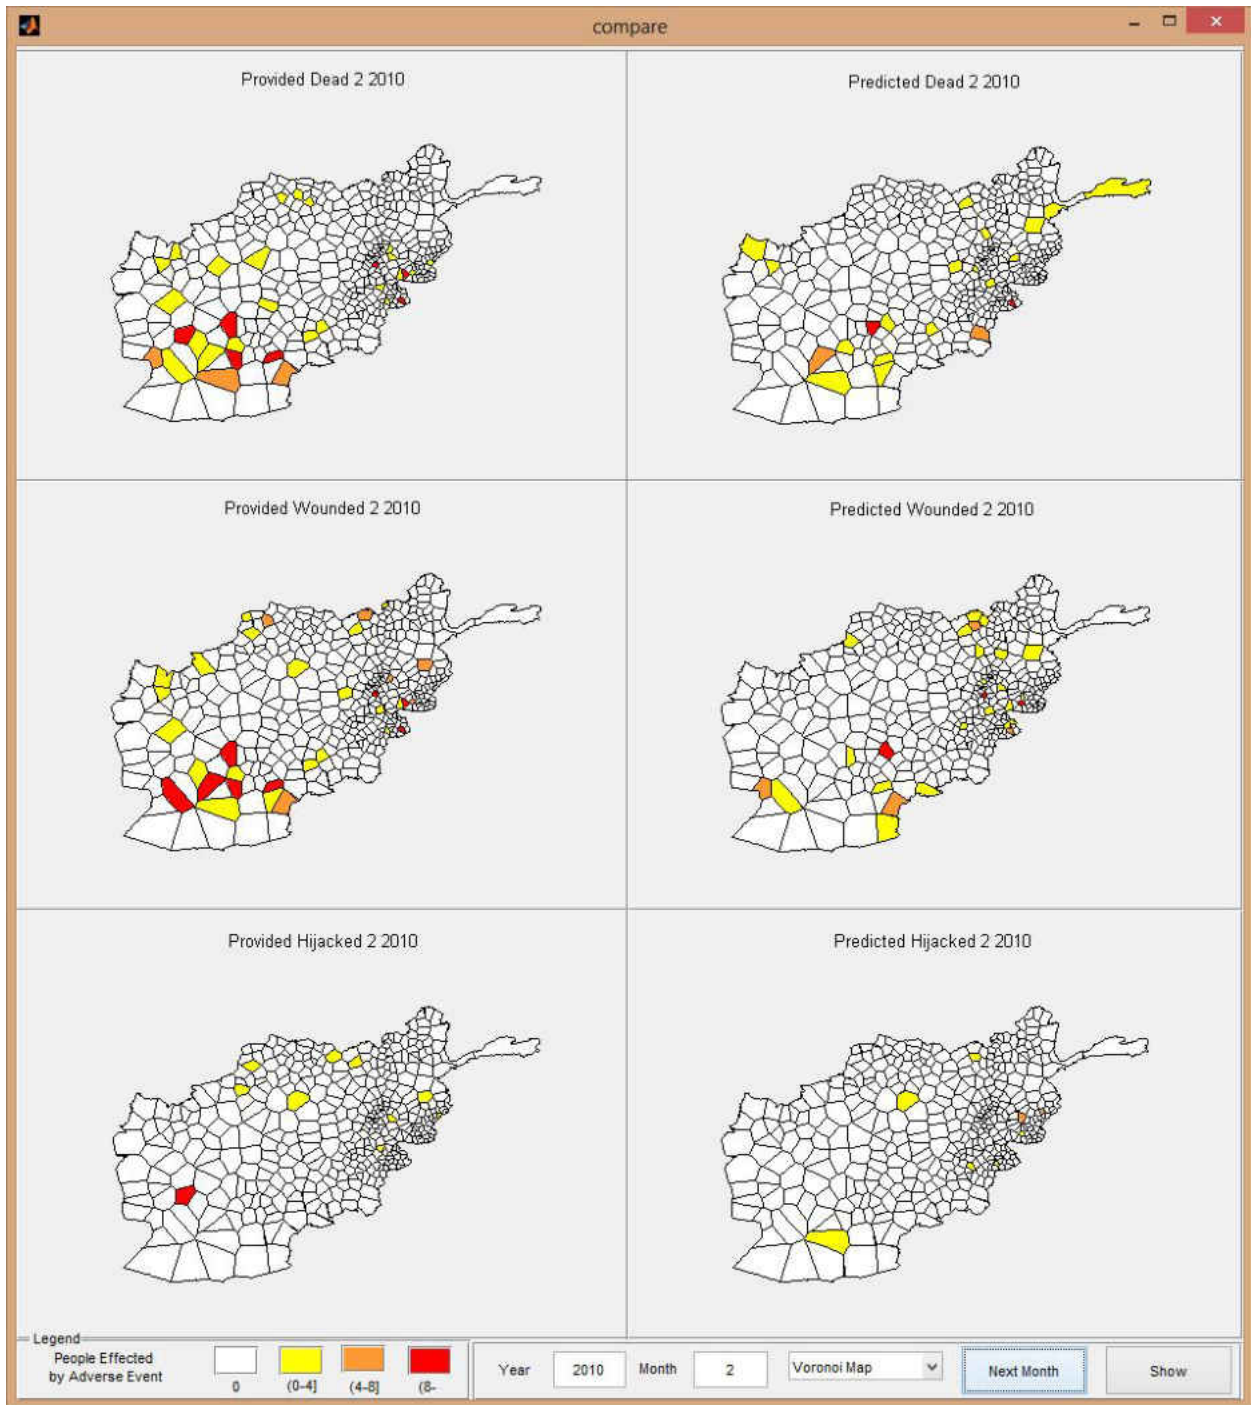 compare
Provided Dead 2 2010
Predicted Dead 2 2010
Provided Wounded 2 2010
Predicted Wounded 2 2010
Provided Hijacked 2 2010
Predicted Hijacked 2 2010
Legend
People Effected
by Adverse Event
0
(0-4]
(4-8]
(8-
Year
2010
Month
2
Voronoi Map
Next Month
Show